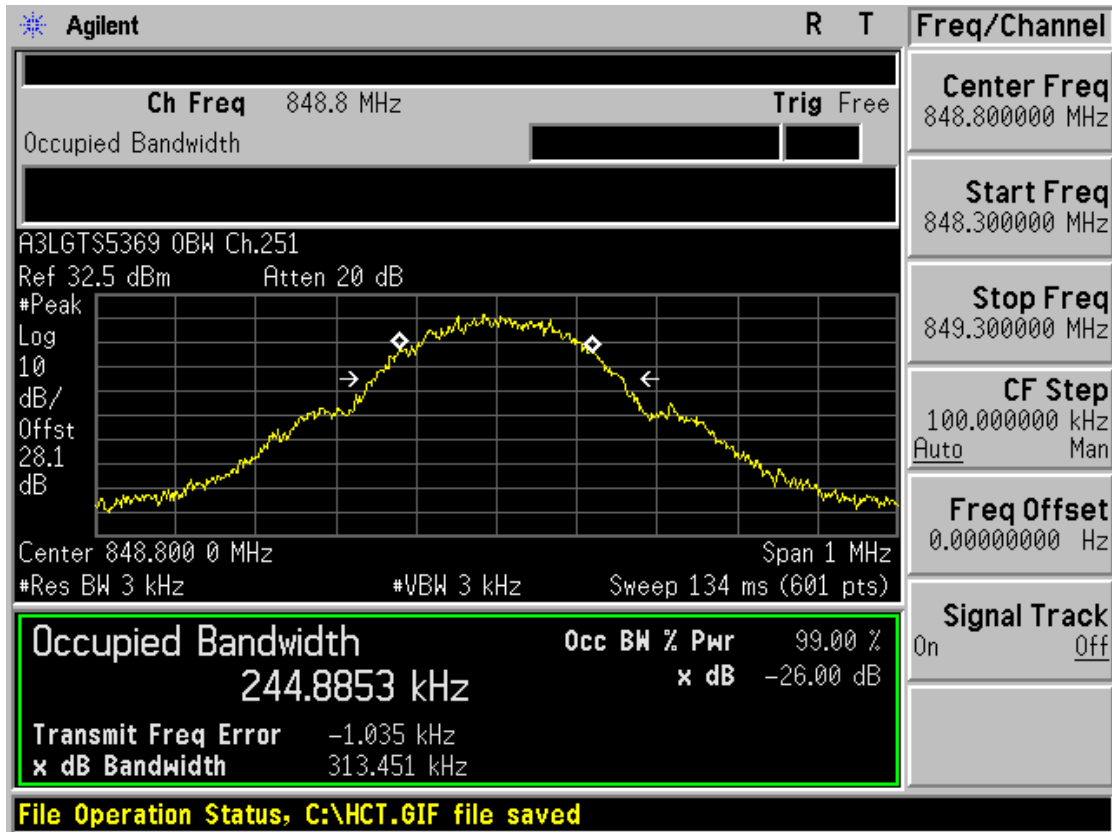 Agilent R T Freq/Channel
Ch Freq 848.8 MHz Trig Free
Occupied Bandwidth
Center Freq
848.800000 MHz
Start Freq
848.300000 MHz
Stop Freq
849.300000 MHz
CF Step
100.000000 kHz
Auto Man
Freq Offset
0.00000000 Hz
Signal Track
On Off
A3LGTS5369 OBW Ch.251
Ref 32.5 dBm Atten 20 dB
#Peak
Log
10
dB/
Offst
28.1
dB
Center 848.800 0 MHz Span 1 MHz
#Res BW 3 kHz #VBW 3 kHz Sweep 134 ms (601 pts)
Occupied Bandwidth Occ BW % Pwr 99.00 %
244.8853 kHz x dB -26.00 dB
Transmit Freq Error -1.035 kHz
x dB Bandwidth 313.451 kHz
File Operation Status, C:\HCT.GIF file saved